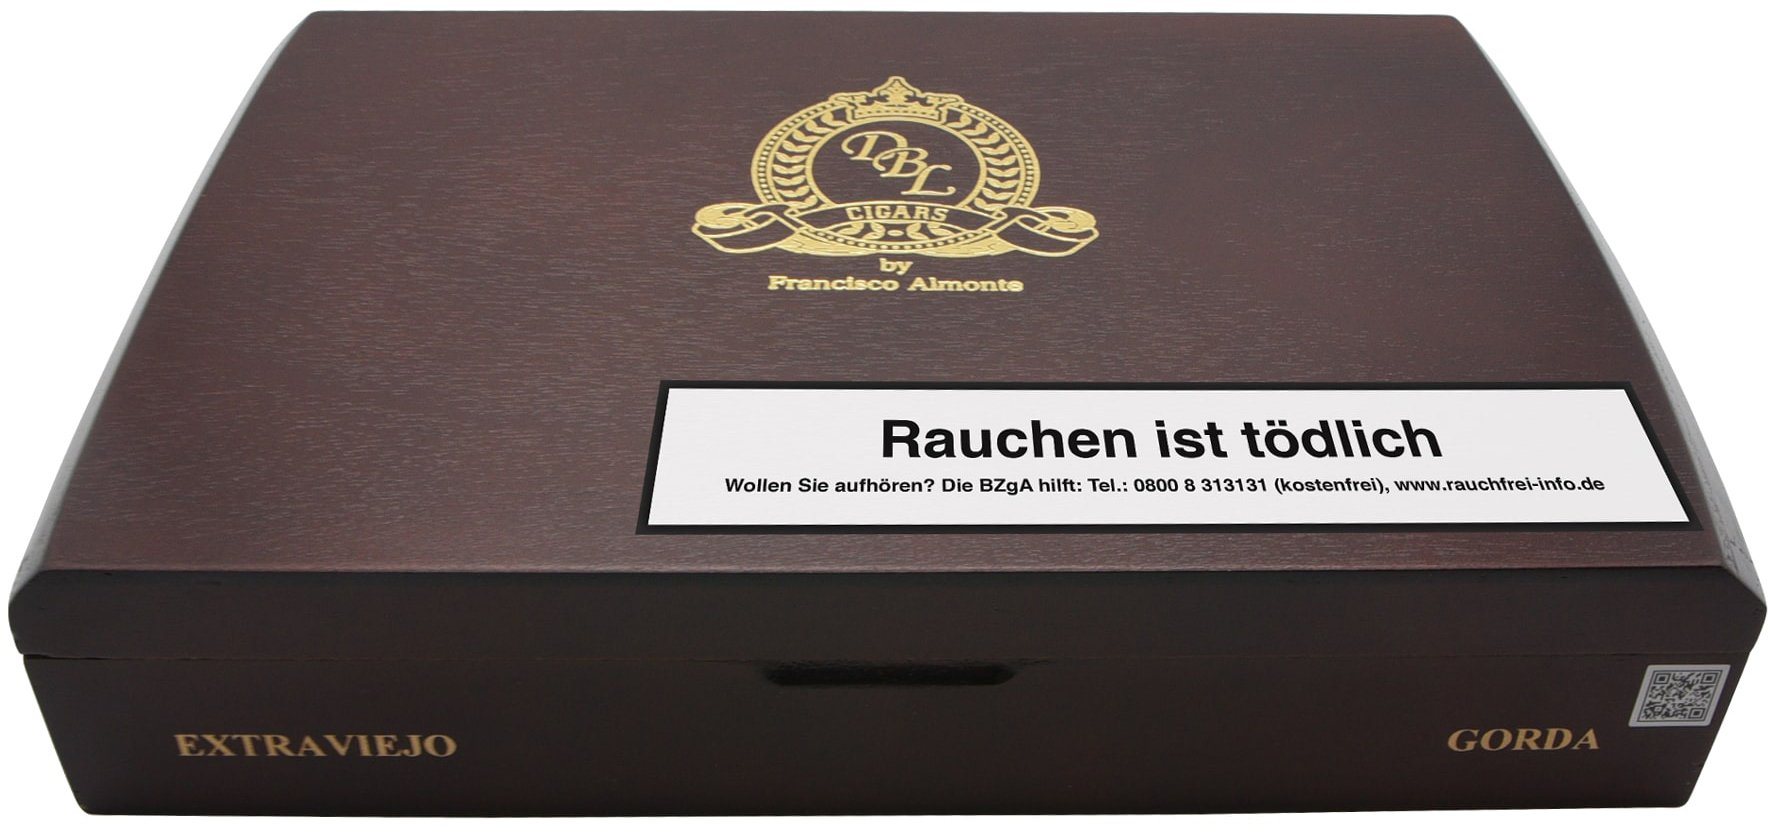 DBL
CIGARS
by
Francisco Almonte
Rauchen ist tödlich
Wollen Sie aufhören? Die BZgA hilft: Tel.: 0800 8 313131 (kostenfrei), www.rauchfrei-info.de
EXTRAVIEJO
GORDA